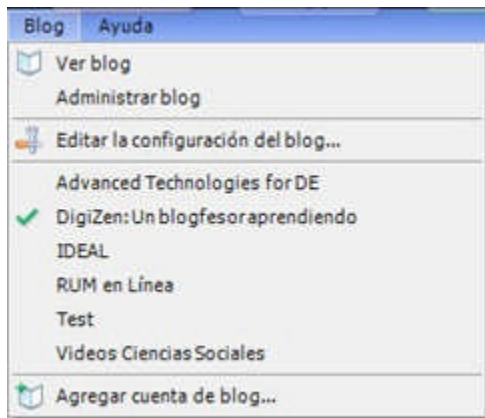 Blog Ayuda
Ver blog
Administrar blog
Editar la configuración del blog...
Advanced Technologies for DE
DigiZen: Un blogfesor aprendiendo
IDEAL
RUM en Línea
Test
Videos Ciencias Sociales
Agregar cuenta de blog...